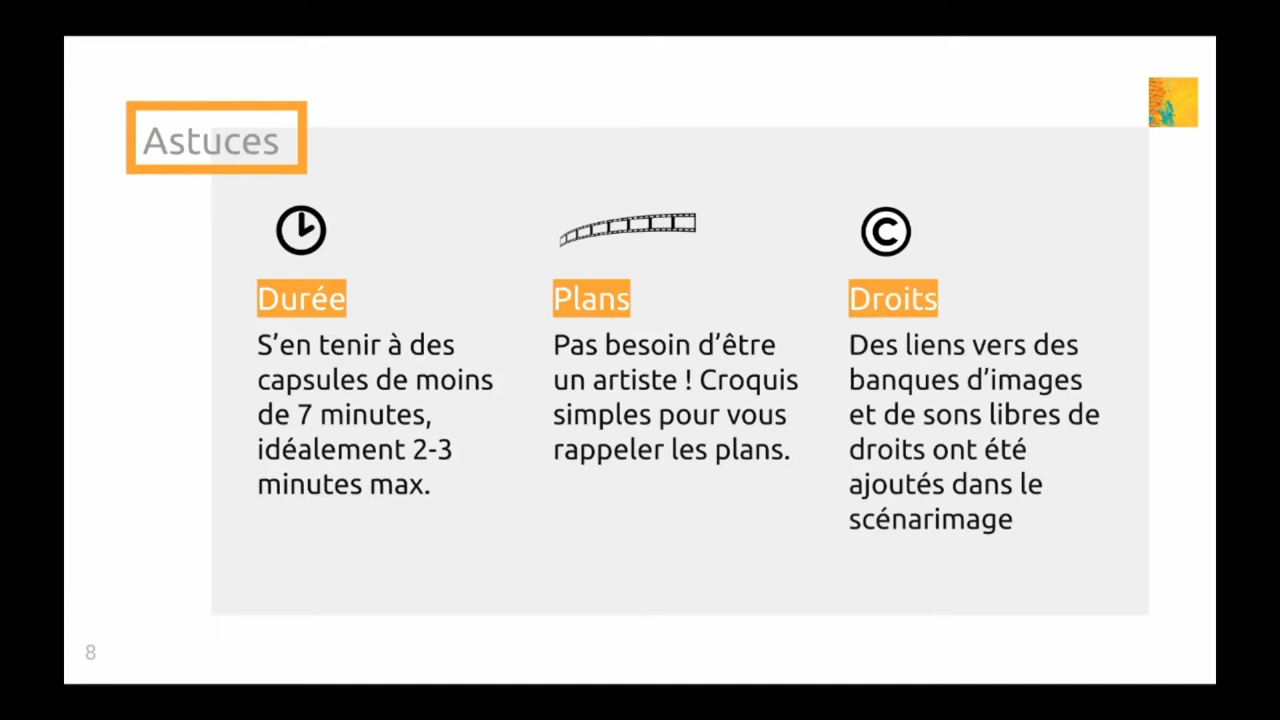 Astuces
Durée
S’en tenir à des
capsules de moins
de 7 minutes,
idéalement 2-3
minutes max.
Plans
Pas besoin d’être
un artiste ! Croquis
simples pour vous
rappeler les plans.
Droits
Des liens vers des
banques d’images
et de sons libres de
droits ont été
ajoutés dans le
scénarimage
8